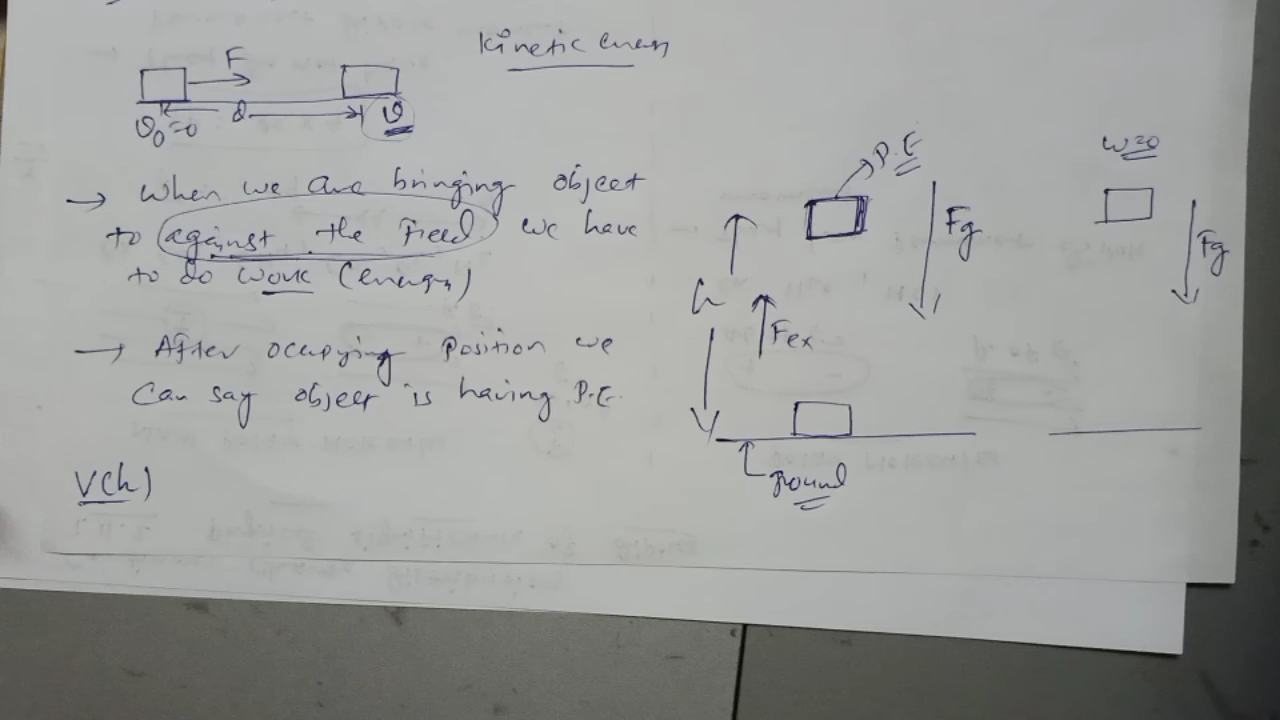 Kinetic energy
F
d
v₀=0
v
→ When we are bringing object
to against the Field we have
to do work (energy)
→ After occupying position we
can say object is having P.E.
V(h)
P.E
Fg
h
Fex
ground
w=0
Fg